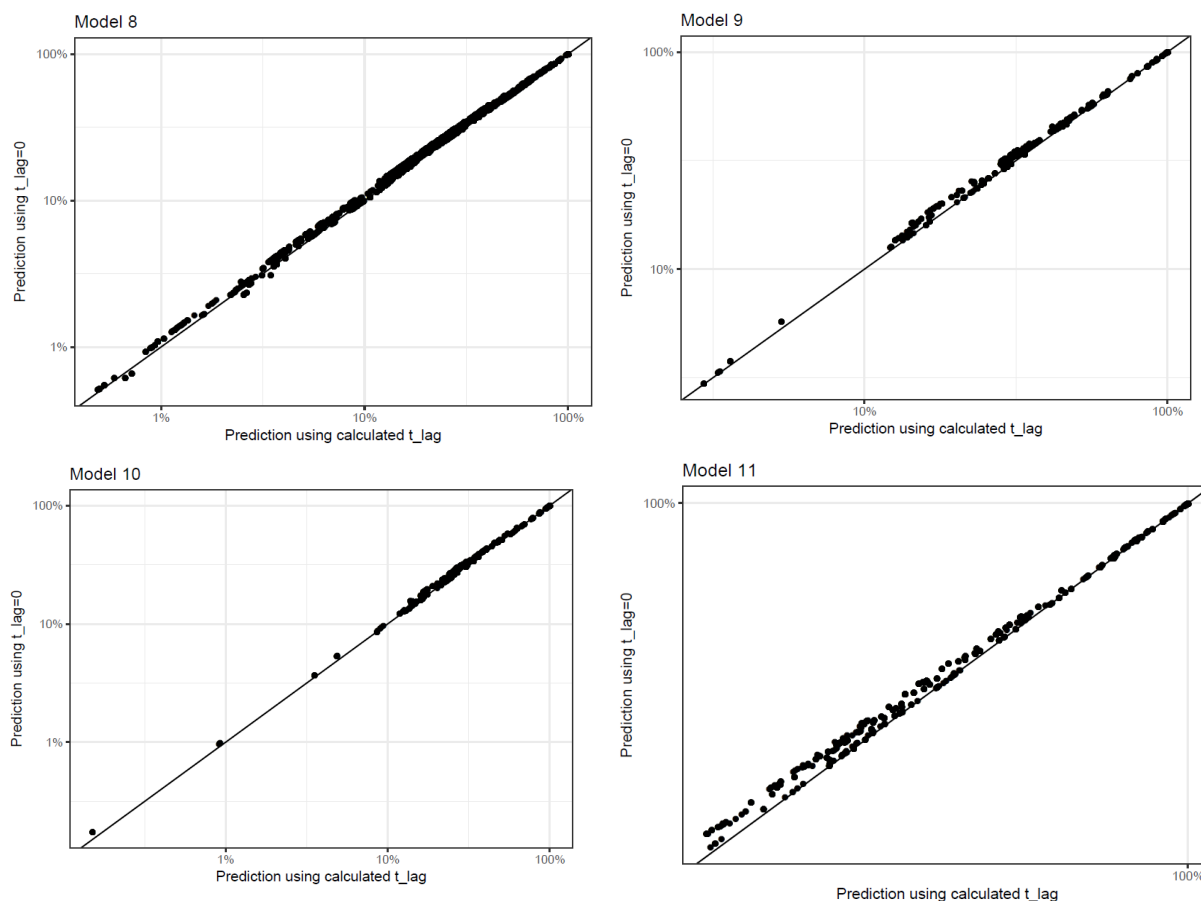 Model 8
100%
10%
1%
Prediction using t_lag=0
1%
10%
100%
Prediction using calculated t_lag
Model 9
100%
10%
Prediction using t_lag=0
10%
100%
Prediction using calculated t_lag
Model 10
100%
10%
1%
Prediction using t_lag=0
1%
10%
100%
Prediction using calculated t_lag
Model 11
100%
Prediction using t_lag=0
100%
Prediction using calculated t_lag